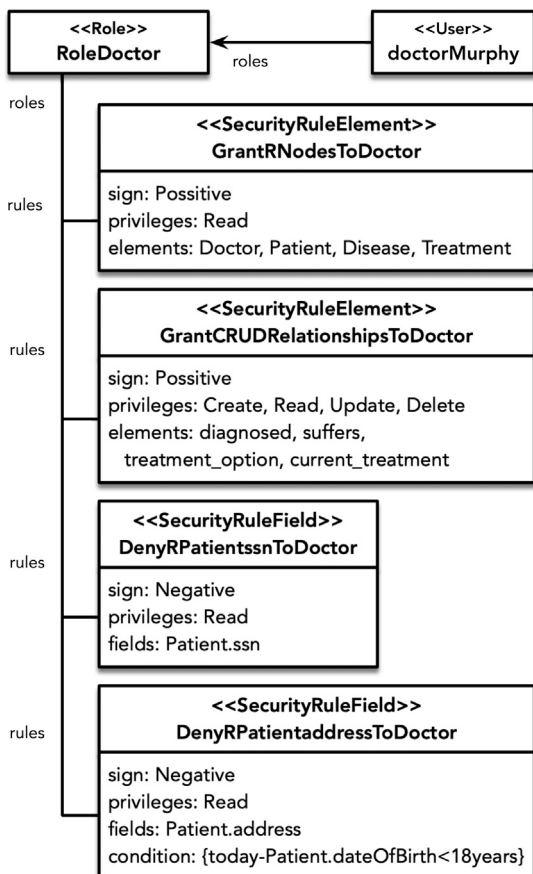 <<Role>>
RoleDoctor
<<User>>
doctorMurphy
roles
roles
<<SecurityRuleElement>>
GrantRNodesToDoctor
rules
sign: Possitive
privileges: Read
elements: Doctor, Patient, Disease, Treatment
<<SecurityRuleElement>>
GrantCRUDRelationshipsToDoctor
rules
sign: Possitive
privileges: Create, Read, Update, Delete
elements: diagnosed, suffers,
treatment_option, current_treatment
<<SecurityRuleField>>
DenyRPatientssnToDoctor
rules
sign: Negative
privileges: Read
fields: Patient.ssn
<<SecurityRuleField>>
DenyRPatientaddressToDoctor
rules
sign: Negative
privileges: Read
fields: Patient.address
condition: {today-Patient.dateOfBirth<18years}